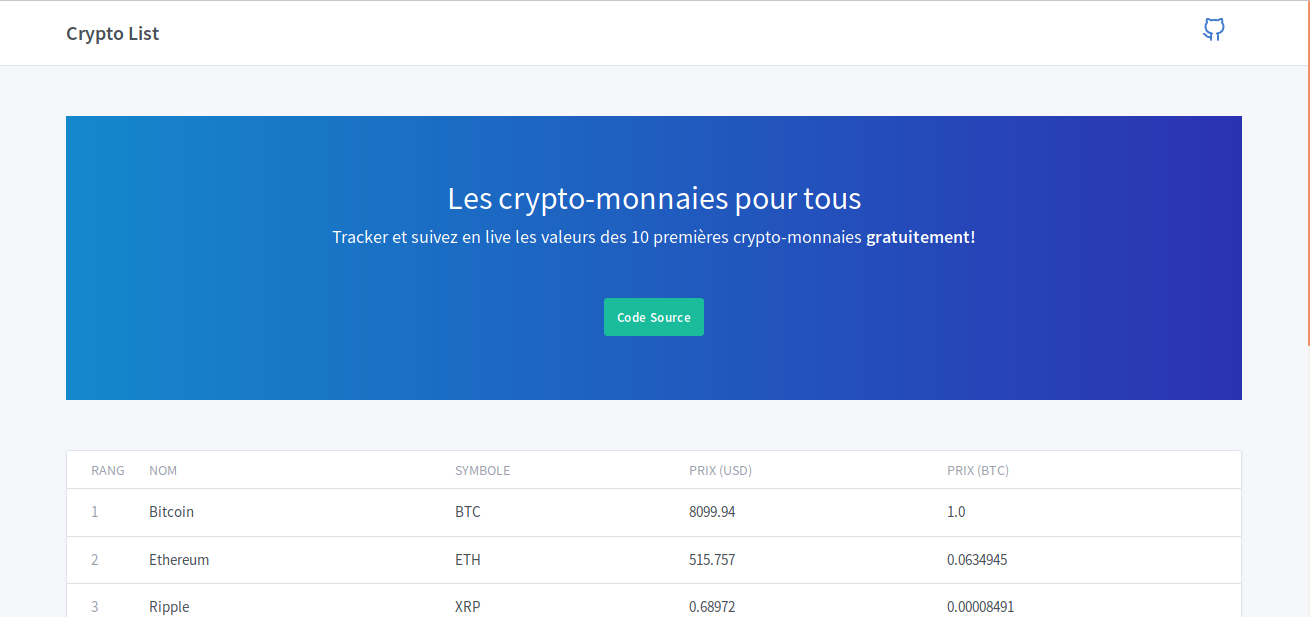 Crypto List
Les crypto-monnaies pour tous
Tracker et suivez en live les valeurs des 10 premières crypto-monnaies gratuitement!
Code Source
RANG NOM SYMBOLE PRIX (USD) PRIX (BTC)
1 Bitcoin BTC 8099.94 1.0
2 Ethereum ETH 515.757 0.0634945
3 Ripple XRP 0.68972 0.00008491